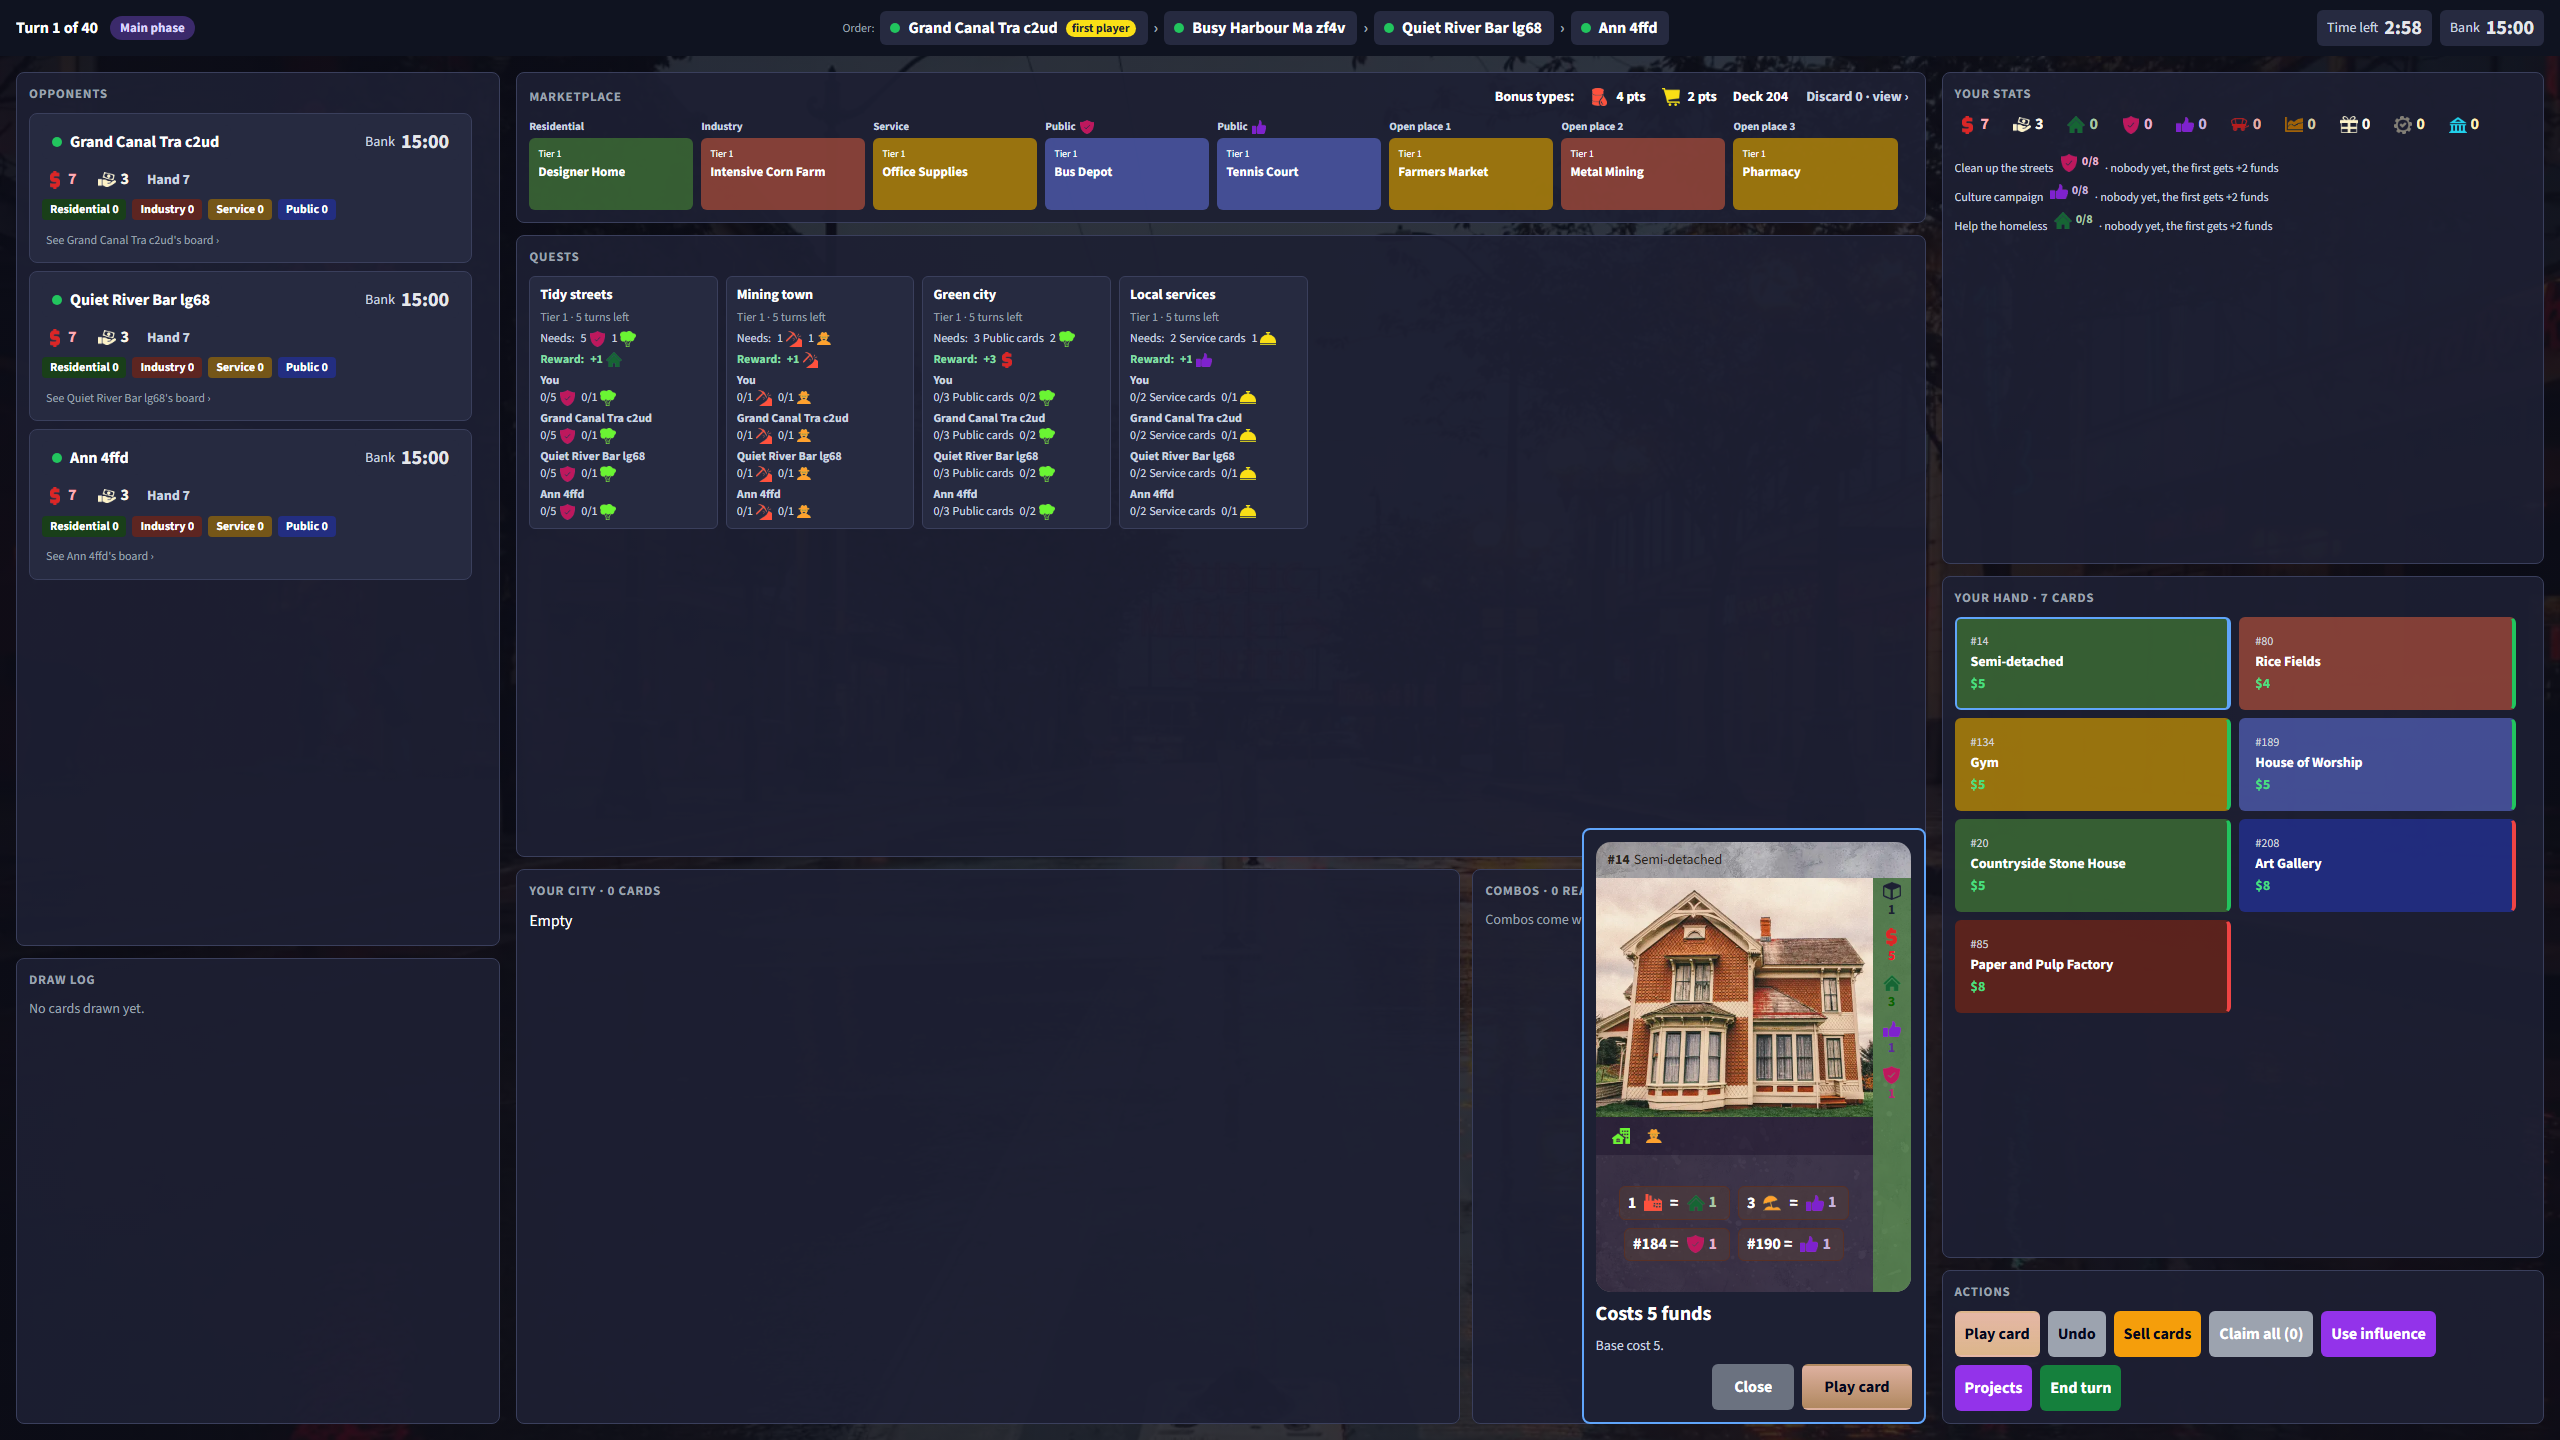 Turn 1 of 40 Main phase
Order: Grand Canal Tra c2ud first player › Busy Harbour Ma zf4v › Quiet River Bar lg68 › Ann 4ffd
Time left 2:58 Bank 15:00
OPPONENTS
Grand Canal Tra c2ud Bank 15:00
7 3 Hand 7
Residential 0 Industry 0 Service 0 Public 0
See Grand Canal Tra c2ud's board ›
Quiet River Bar lg68 Bank 15:00
7 3 Hand 7
Residential 0 Industry 0 Service 0 Public 0
See Quiet River Bar lg68's board ›
Ann 4ffd Bank 15:00
7 3 Hand 7
Residential 0 Industry 0 Service 0 Public 0
See Ann 4ffd's board ›
DRAW LOG
No cards drawn yet.
MARKETPLACE
Bonus types: 4 pts 2 pts Deck 204 Discard 0 · view ›
Residential Industry Service Public Public Open place 1 Open place 2 Open place 3
Tier 1 Tier 1 Tier 1 Tier 1 Tier 1 Tier 1 Tier 1 Tier 1
Designer Home Intensive Corn Farm Office Supplies Bus Depot Tennis Court Farmers Market Metal Mining Pharmacy
QUESTS
Tidy streets
Tier 1 · 5 turns left
Needs: 5 1
Reward: +1
You
0/5 0/1
Grand Canal Tra c2ud
0/5 0/1
Quiet River Bar lg68
0/5 0/1
Ann 4ffd
0/5 0/1
Mining town
Tier 1 · 5 turns left
Needs: 1 1
Reward: +1
You
0/1 0/1
Grand Canal Tra c2ud
0/1 0/1
Quiet River Bar lg68
0/1 0/1
Ann 4ffd
0/1 0/1
Green city
Tier 1 · 5 turns left
Needs: 3 Public cards 2
Reward: +3
You
0/3 Public cards 0/2
Grand Canal Tra c2ud
0/3 Public cards 0/2
Quiet River Bar lg68
0/3 Public cards 0/2
Ann 4ffd
0/3 Public cards 0/2
Local services
Tier 1 · 5 turns left
Needs: 2 Service cards 1
Reward: +1
You
0/2 Service cards 0/1
Grand Canal Tra c2ud
0/2 Service cards 0/1
Quiet River Bar lg68
0/2 Service cards 0/1
Ann 4ffd
0/2 Service cards 0/1
YOUR CITY · 0 CARDS
Empty
COMBOS · 0 REA
Combos come w
#14 Semi-detached
1
5
3
1
1
1 = 1 3 = 1
#184 = 1 #190 = 1
Costs 5 funds
Base cost 5.
Close Play card
YOUR STATS
7 3 0 0 0 0 0 0 0 0
Clean up the streets 0/8 · nobody yet, the first gets +2 funds
Culture campaign 0/8 · nobody yet, the first gets +2 funds
Help the homeless 0/8 · nobody yet, the first gets +2 funds
YOUR HAND · 7 CARDS
#14
Semi-detached
$5
#80
Rice Fields
$4
#134
Gym
$5
#189
House of Worship
$5
#20
Countryside Stone House
$5
#208
Art Gallery
$8
#85
Paper and Pulp Factory
$8
ACTIONS
Play card Undo Sell cards Claim all (0) Use influence
Projects End turn